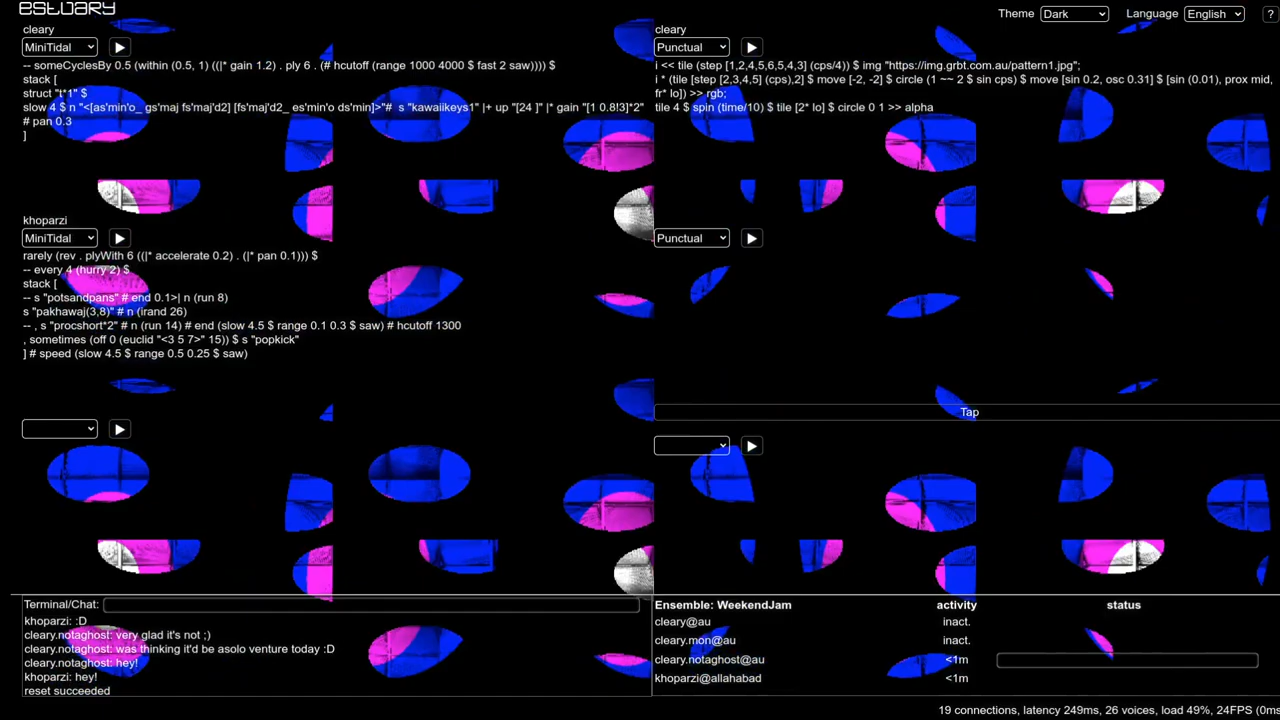 estuary
Theme Dark Language English ?
cleary
MiniTidal
-- someCyclesBy 0.5 (within (0.5, 1) ((|* gain 1.2) . ply 6 . (# hcutoff (range 1000 4000 $ fast 2 saw)))) $
stack [
struct "t*1" $
slow 4 $ n "<[as'min'o_ gs'maj fs'maj'd2] [fs'maj'd2_ es'min'o ds'min]>"# s "kawaiikeys1" |+ up "[24 ]" |* gain "[1 0.8!3]*2"
# pan 0.3
]
cleary
Punctual
i << tile (step [1,2,4,5,6,5,4,3] (cps/4)) $ img "https://img.grbt.com.au/pattern1.jpg";
i * (tile [step [2,3,4,5] (cps),2] $ move [-2, -2] $ circle (1 ~~ 2 $ sin cps) $ move [sin 0.2, osc 0.31] $ [sin (0.01), prox mid,
fr* lo]) >> rgb;
tile 4 $ spin (time/10) $ tile [2* lo] $ circle 0 1 >> alpha
khoparzi
MiniTidal
rarely (rev . plyWith 6 ((|* accelerate 0.2) . (|* pan 0.1))) $
-- every 4 (hurry 2) $
stack [
-- s "potsandpans" # end 0.1>| n (run 8)
s "pakhawaj(3,8)" # n (irand 26)
-- , s "procshort*2" # n (run 14) # end (slow 4.5 $ range 0.1 0.3 $ saw) # hcutoff 1300
, sometimes (off 0 (euclid "<3 5 7>" 15)) $ s "popkick"
] # speed (slow 4.5 $ range 0.5 0.25 $ saw)
Punctual
Tap
Terminal/Chat:
khoparzi: :D
cleary.notaghost: very glad it's not ;)
cleary.notaghost: was thinking it'd be asolo venture today :D
cleary.notaghost: hey!
khoparzi: hey!
reset succeeded
Ensemble: WeekendJam activity status
cleary@au inact.
cleary.mon@au inact.
cleary.notaghost@au <1m
khoparzi@allahabad <1m
19 connections, latency 249ms, 26 voices, load 49%, 24FPS (0ms